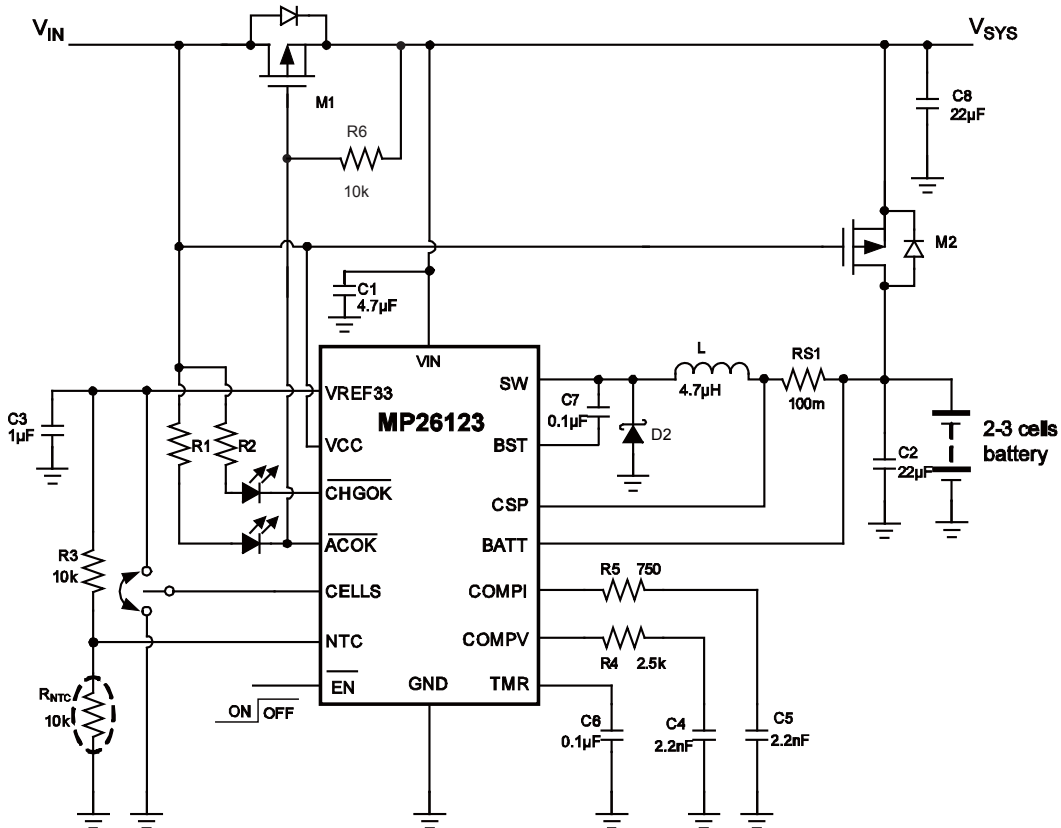 VIN
VSYS
M1
C8
22µF
R6
10k
M2
C1
4.7µF
VIN
L
4.7µH
RS1
100m
SW
VREF33
MP26123
C7
0.1µF
D2
C3
1µF
R1
R2
VCC
BST
2-3 cells
battery
C2
22µF
CHGOK
CSP
ACOK
BATT
R3
10k
R5 750
CELLS
COMPI
NTC
COMPV
R4 2.5k
RNTC
10k
EN
GND
TMR
ON OFF
C6
0.1µF
C4
2.2nF
C5
2.2nF